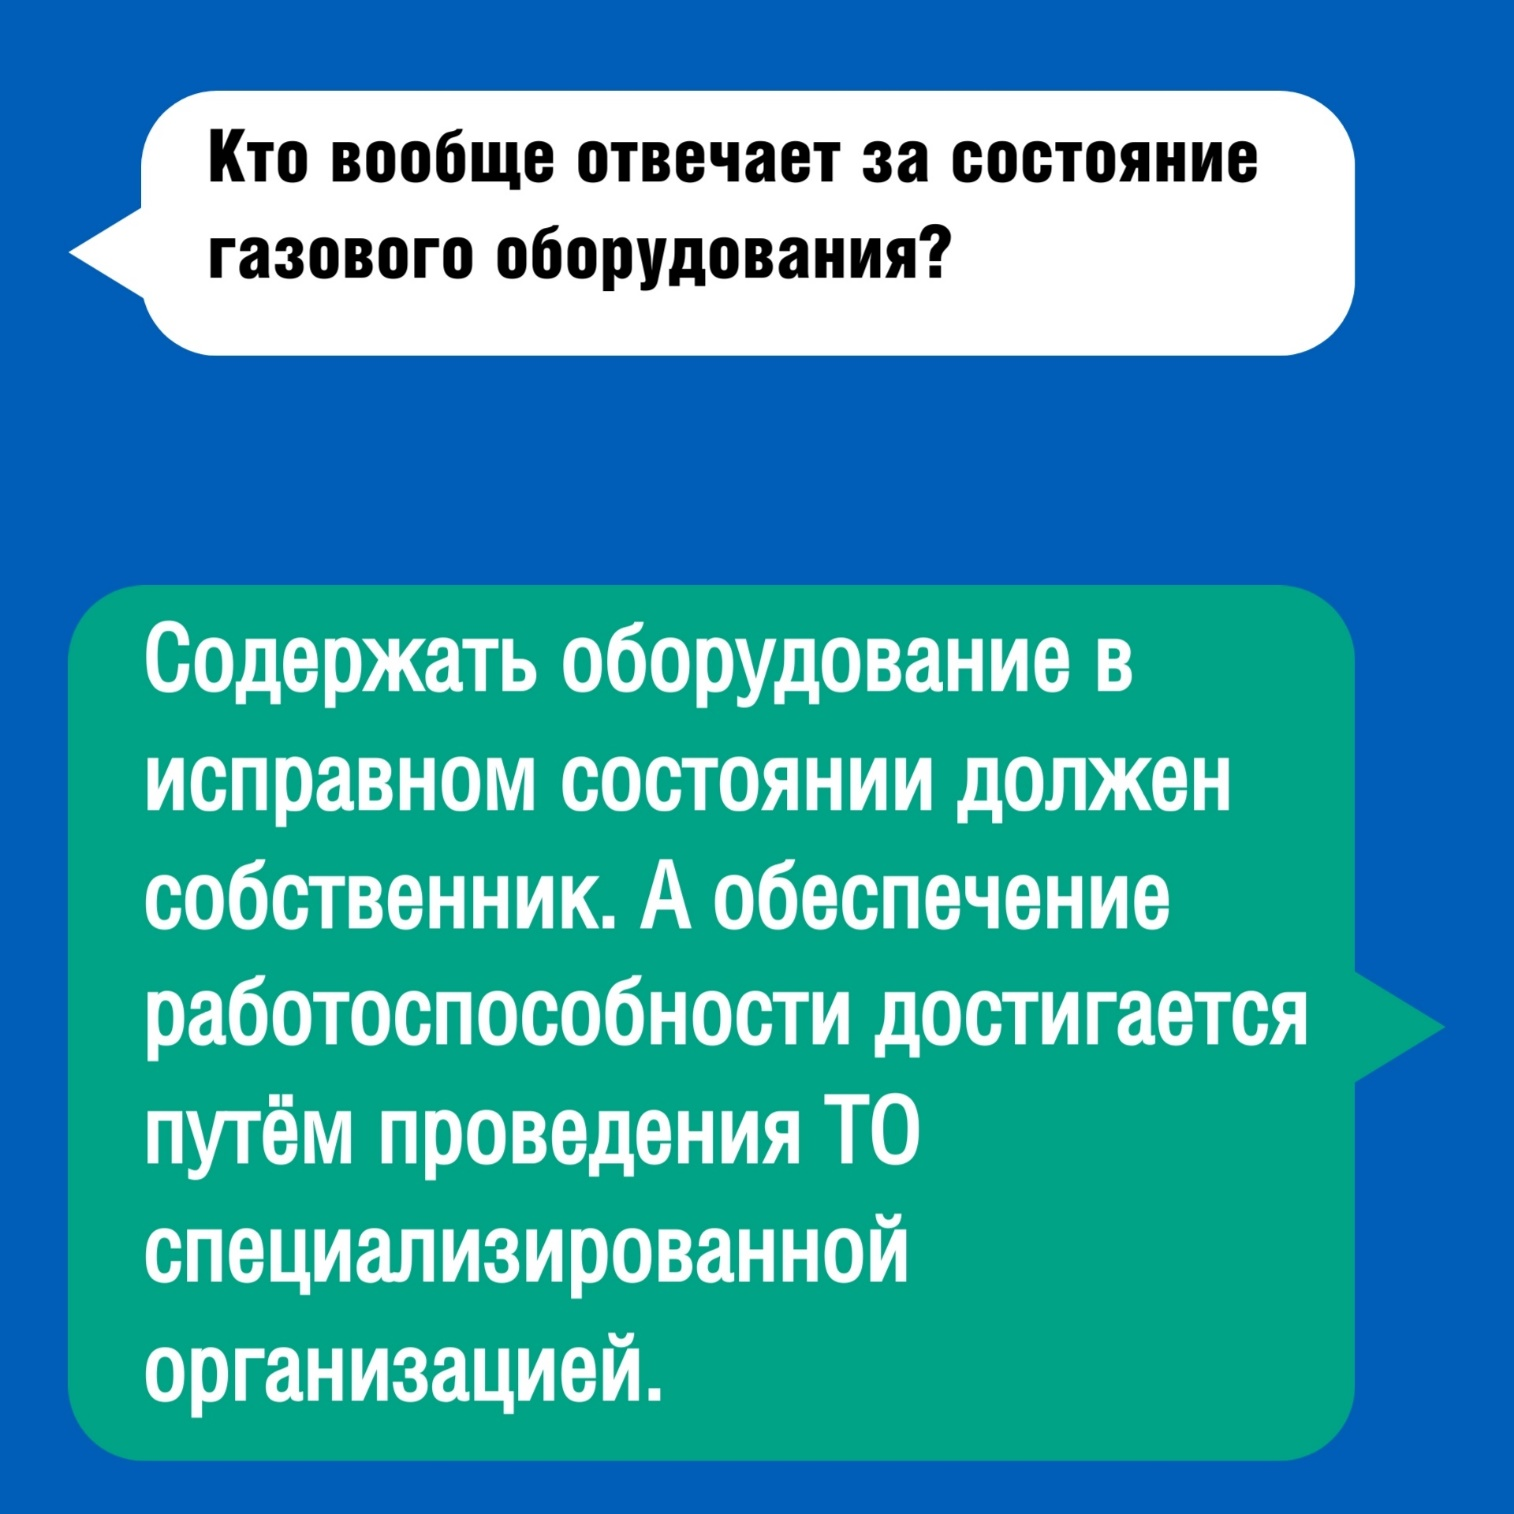 Кто вообще отвечает за состояние
газового оборудования?
Содержать оборудование в
исправном состоянии должен
собственник. А обеспечение
работоспособности достигается
путём проведения ТО
специализированной
организацией.